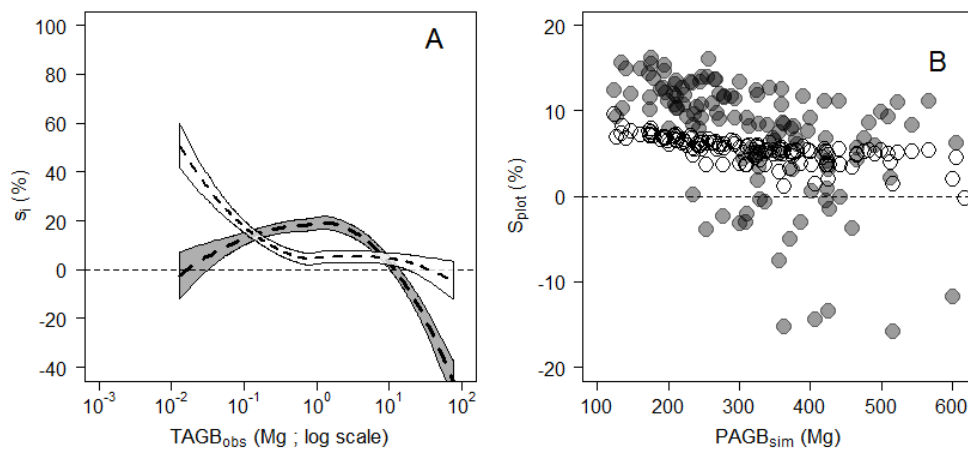 A
100
80
60
40
20
0
-20
-40
s_i (%)
10^-3 10^-2 10^-1 10^0 10^1 10^2
TAGB_obs (Mg ; log scale)
B
20
10
0
-10
-20
S_plot (%)
100 200 300 400 500 600
PAGB_sim (Mg)